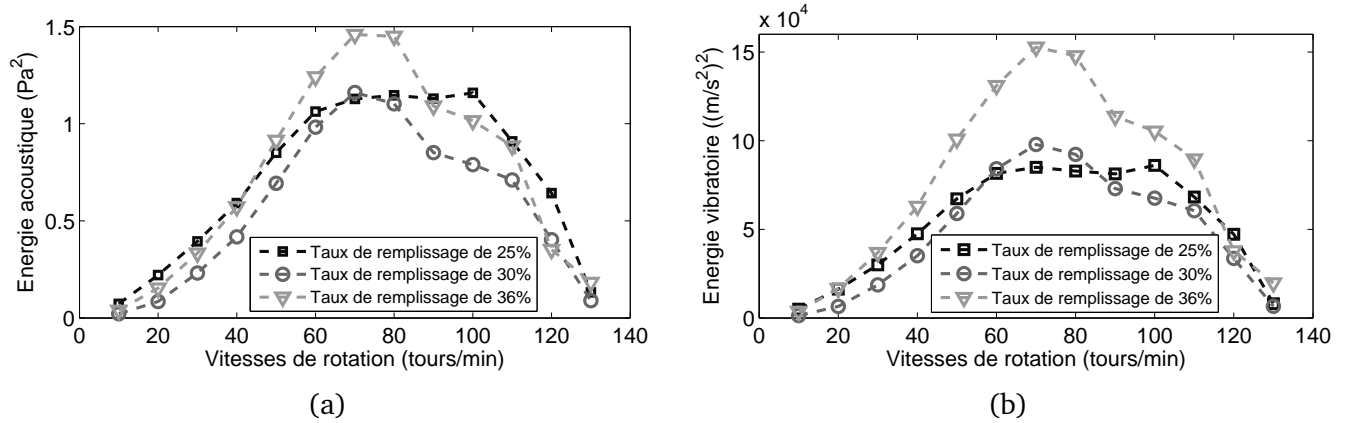 Energie acoustique (Pa²)
1.5
1
0.5
0
0 20 40 60 80 100 120 140
Vitesses de rotation (tours/min)
Taux de remplissage de 25%
Taux de remplissage de 30%
Taux de remplissage de 36%
(a)
x 10⁴
Energie vibratoire ((m/s²)²)
15
10
5
0
0 20 40 60 80 100 120 140
Vitesses de rotation (tours/min)
Taux de remplissage de 25%
Taux de remplissage de 30%
Taux de remplissage de 36%
(b)